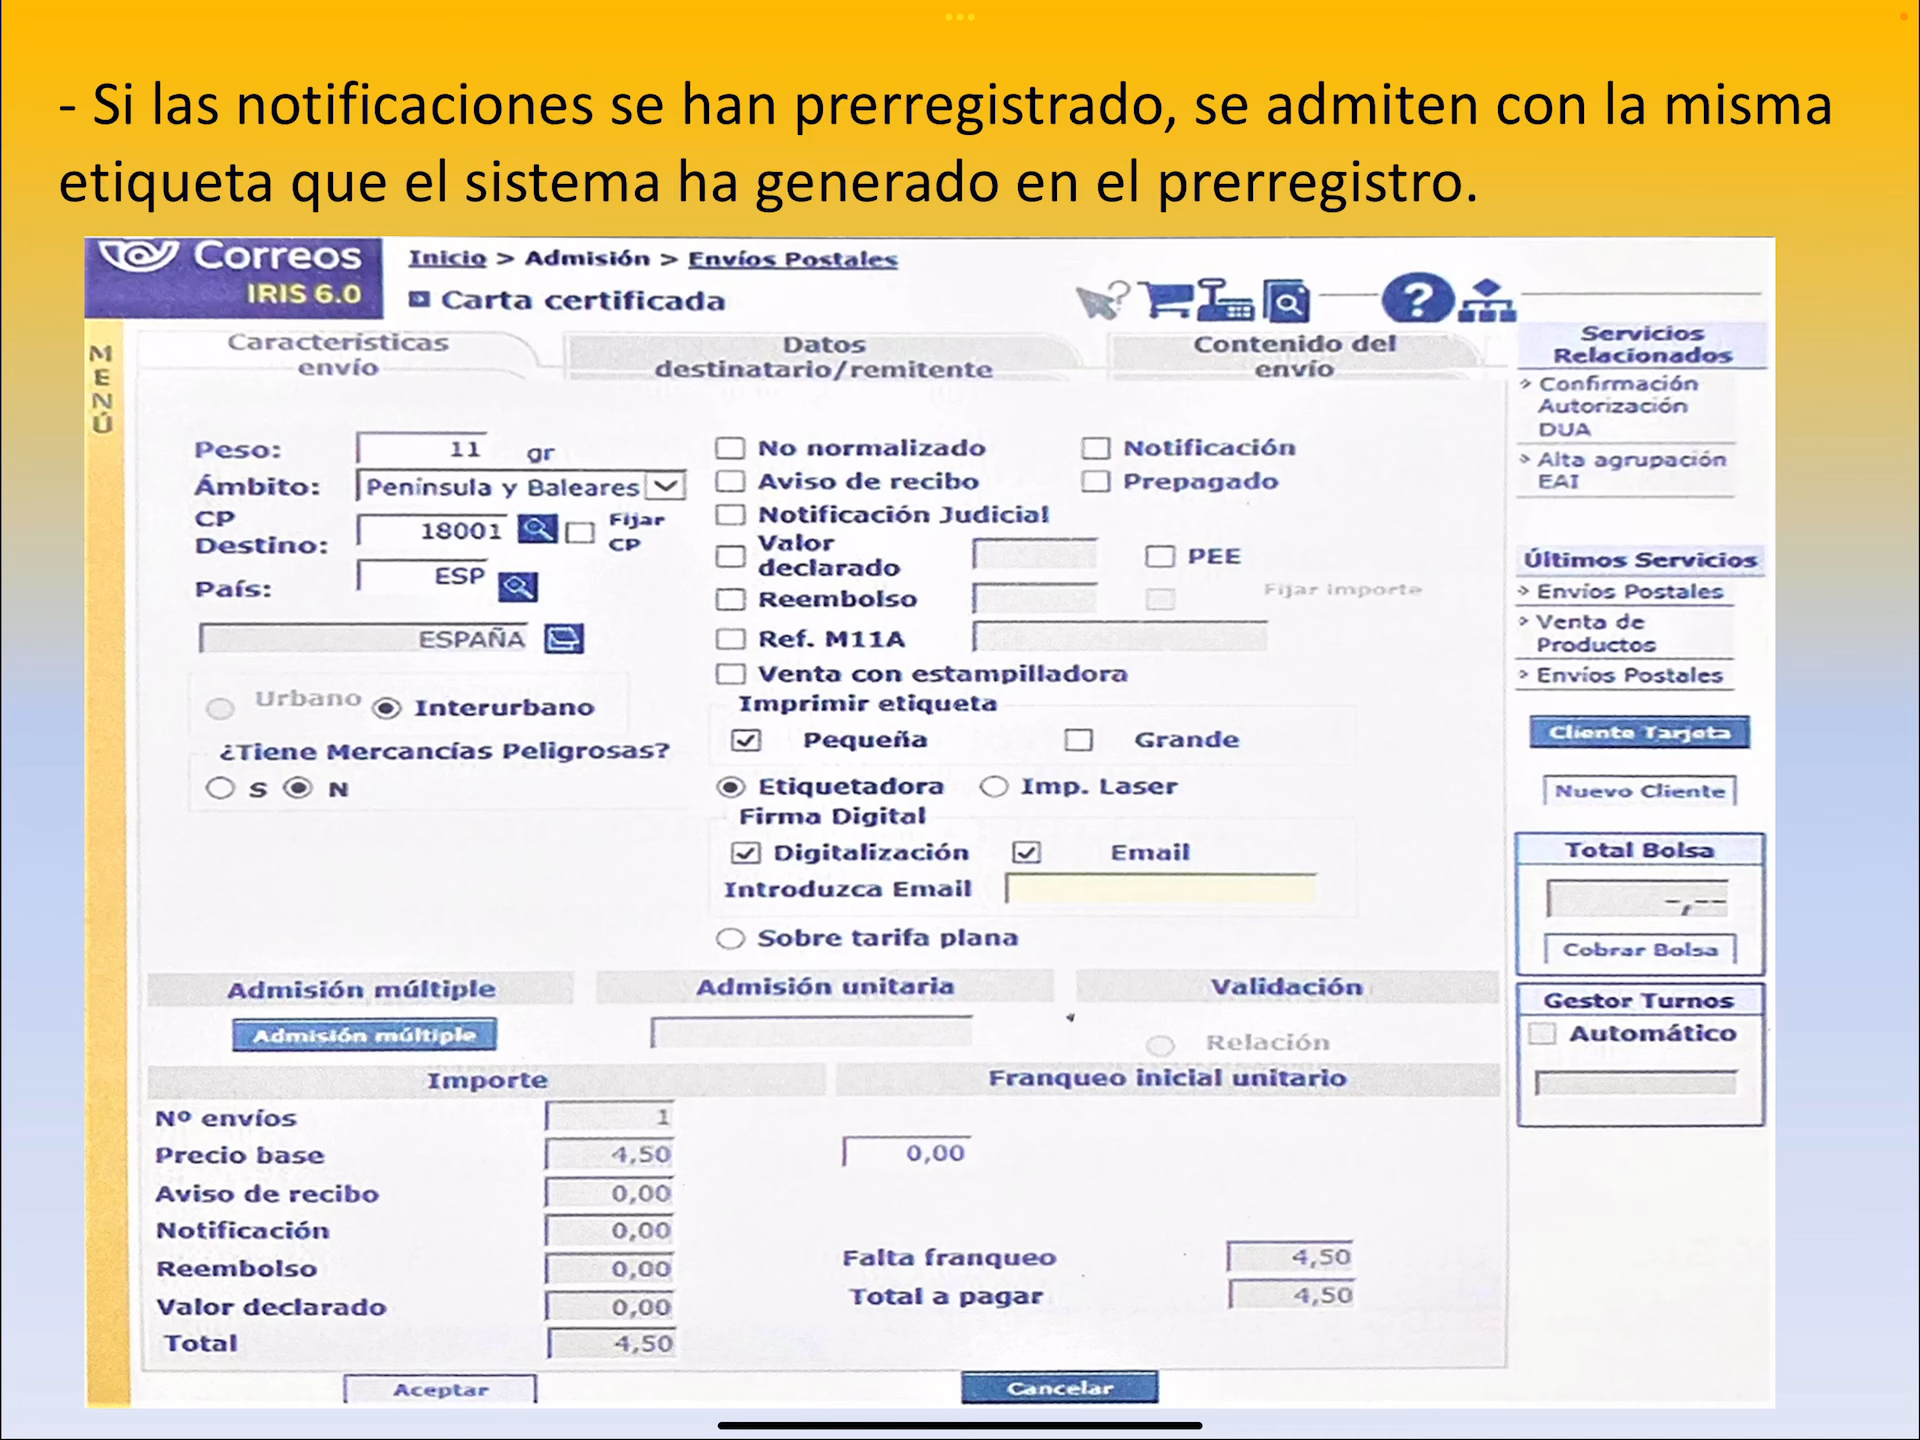 - Si las notificaciones se han prerregistrado, se admiten con la misma
etiqueta que el sistema ha generado en el prerregistro.
Correos
IRIS 6.0
Inicio > Admisión > Envíos Postales
Carta certificada
MENÚ
Características
envío
Datos
destinatario/remitente
Contenido del
envío
Peso: 11 gr
Ámbito: Península y Baleares
CP
Destino: 18001
Fijar
CP
País: ESP
ESPAÑA
Urbano Interurbano
¿Tiene Mercancías Peligrosas?
S N
No normalizado Notificación
Aviso de recibo Prepagado
Notificación Judicial
Valor
declarado PEE
Reembolso Fijar importe
Ref. M11A
Venta con estampilladora
Imprimir etiqueta
Pequeña Grande
Etiquetadora Imp. Laser
Firma Digital
Digitalización Email
Introduzca Email
Sobre tarifa plana
Admisión múltiple Admisión unitaria Validación
Admisión múltiple
Relación
Importe Franqueo inicial unitario
Nº envíos 1
Precio base 4,50 0,00
Aviso de recibo 0,00
Notificación 0,00
Reembolso 0,00
Valor declarado 0,00
Total 4,50
Falta franqueo 4,50
Total a pagar 4,50
Aceptar Cancelar
Servicios
Relacionados
Confirmación
Autorización
DUA
Alta agrupación
EAI
Últimos Servicios
Envíos Postales
Venta de
Productos
Envíos Postales
Cliente Tarjeta
Nuevo Cliente
Total Bolsa
-,--
Cobrar Bolsa
Gestor Turnos
Automático